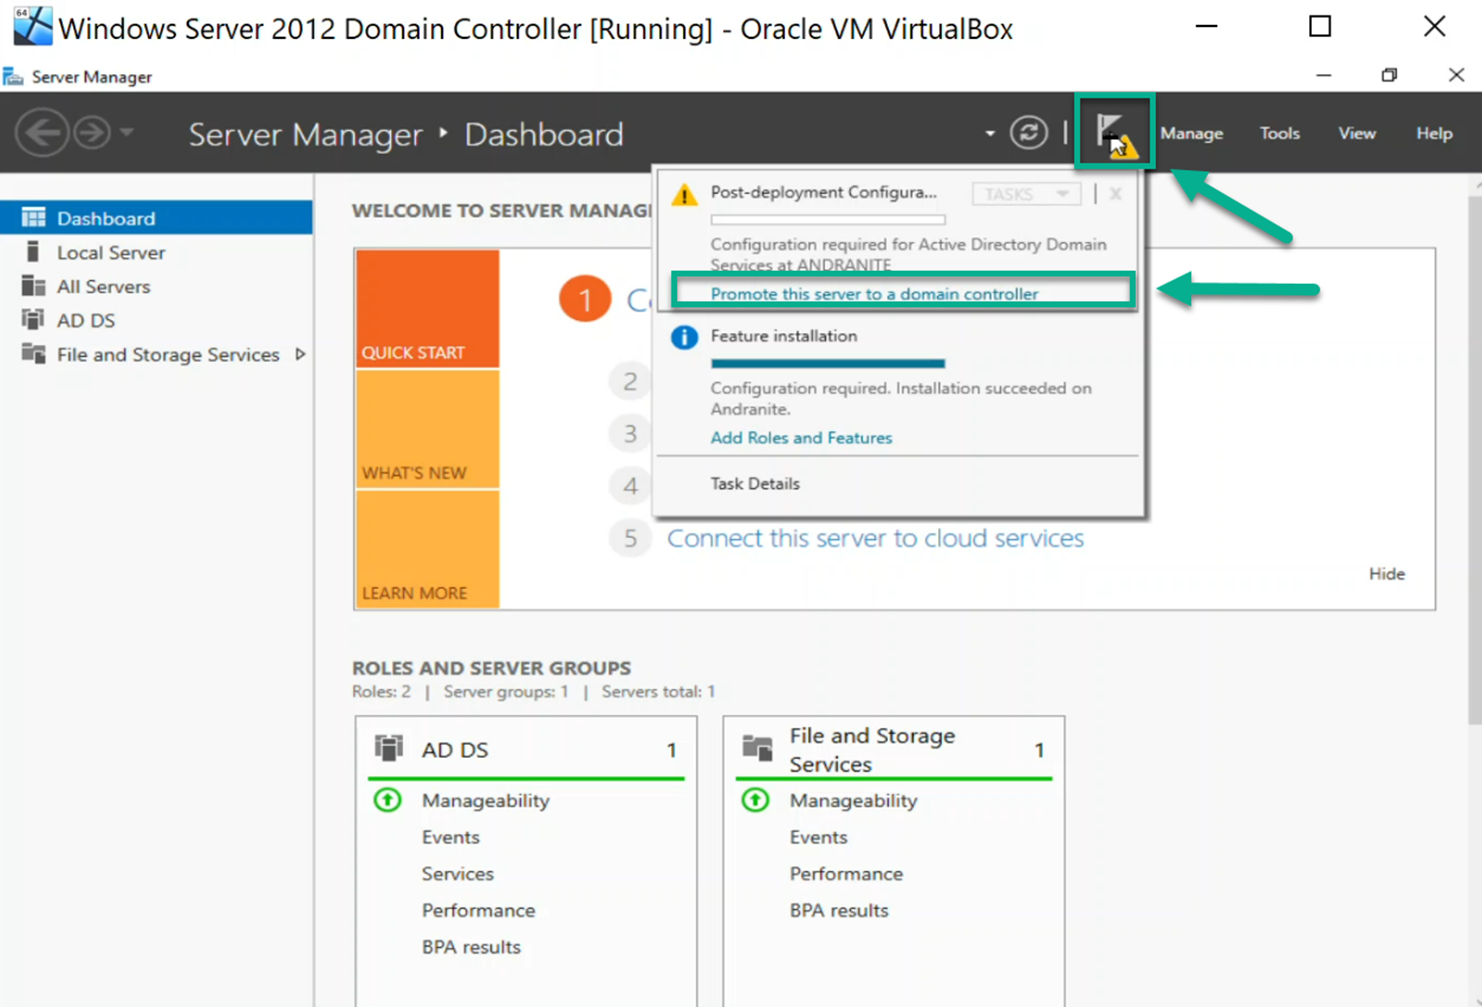 64
Windows Server 2012 Domain Controller [Running] - Oracle VM VirtualBox
Server Manager
Server Manager ‣ Dashboard
Manage Tools View Help
Dashboard
Local Server
All Servers
AD DS
File and Storage Services
WELCOME TO SERVER MANAG
Post-deployment Configura... TASKS | X
Configuration required for Active Directory Domain
Services at ANDRANITE
Promote this server to a domain controller
Feature installation
Configuration required. Installation succeeded on
Andranite.
Add Roles and Features
Task Details
QUICK START
WHAT'S NEW
LEARN MORE
1 Co
2
3
4
5 Connect this server to cloud services
Hide
ROLES AND SERVER GROUPS
Roles: 2 | Server groups: 1 | Servers total: 1
AD DS 1
Manageability
Events
Services
Performance
BPA results
File and Storage
Services 1
Manageability
Events
Performance
BPA results